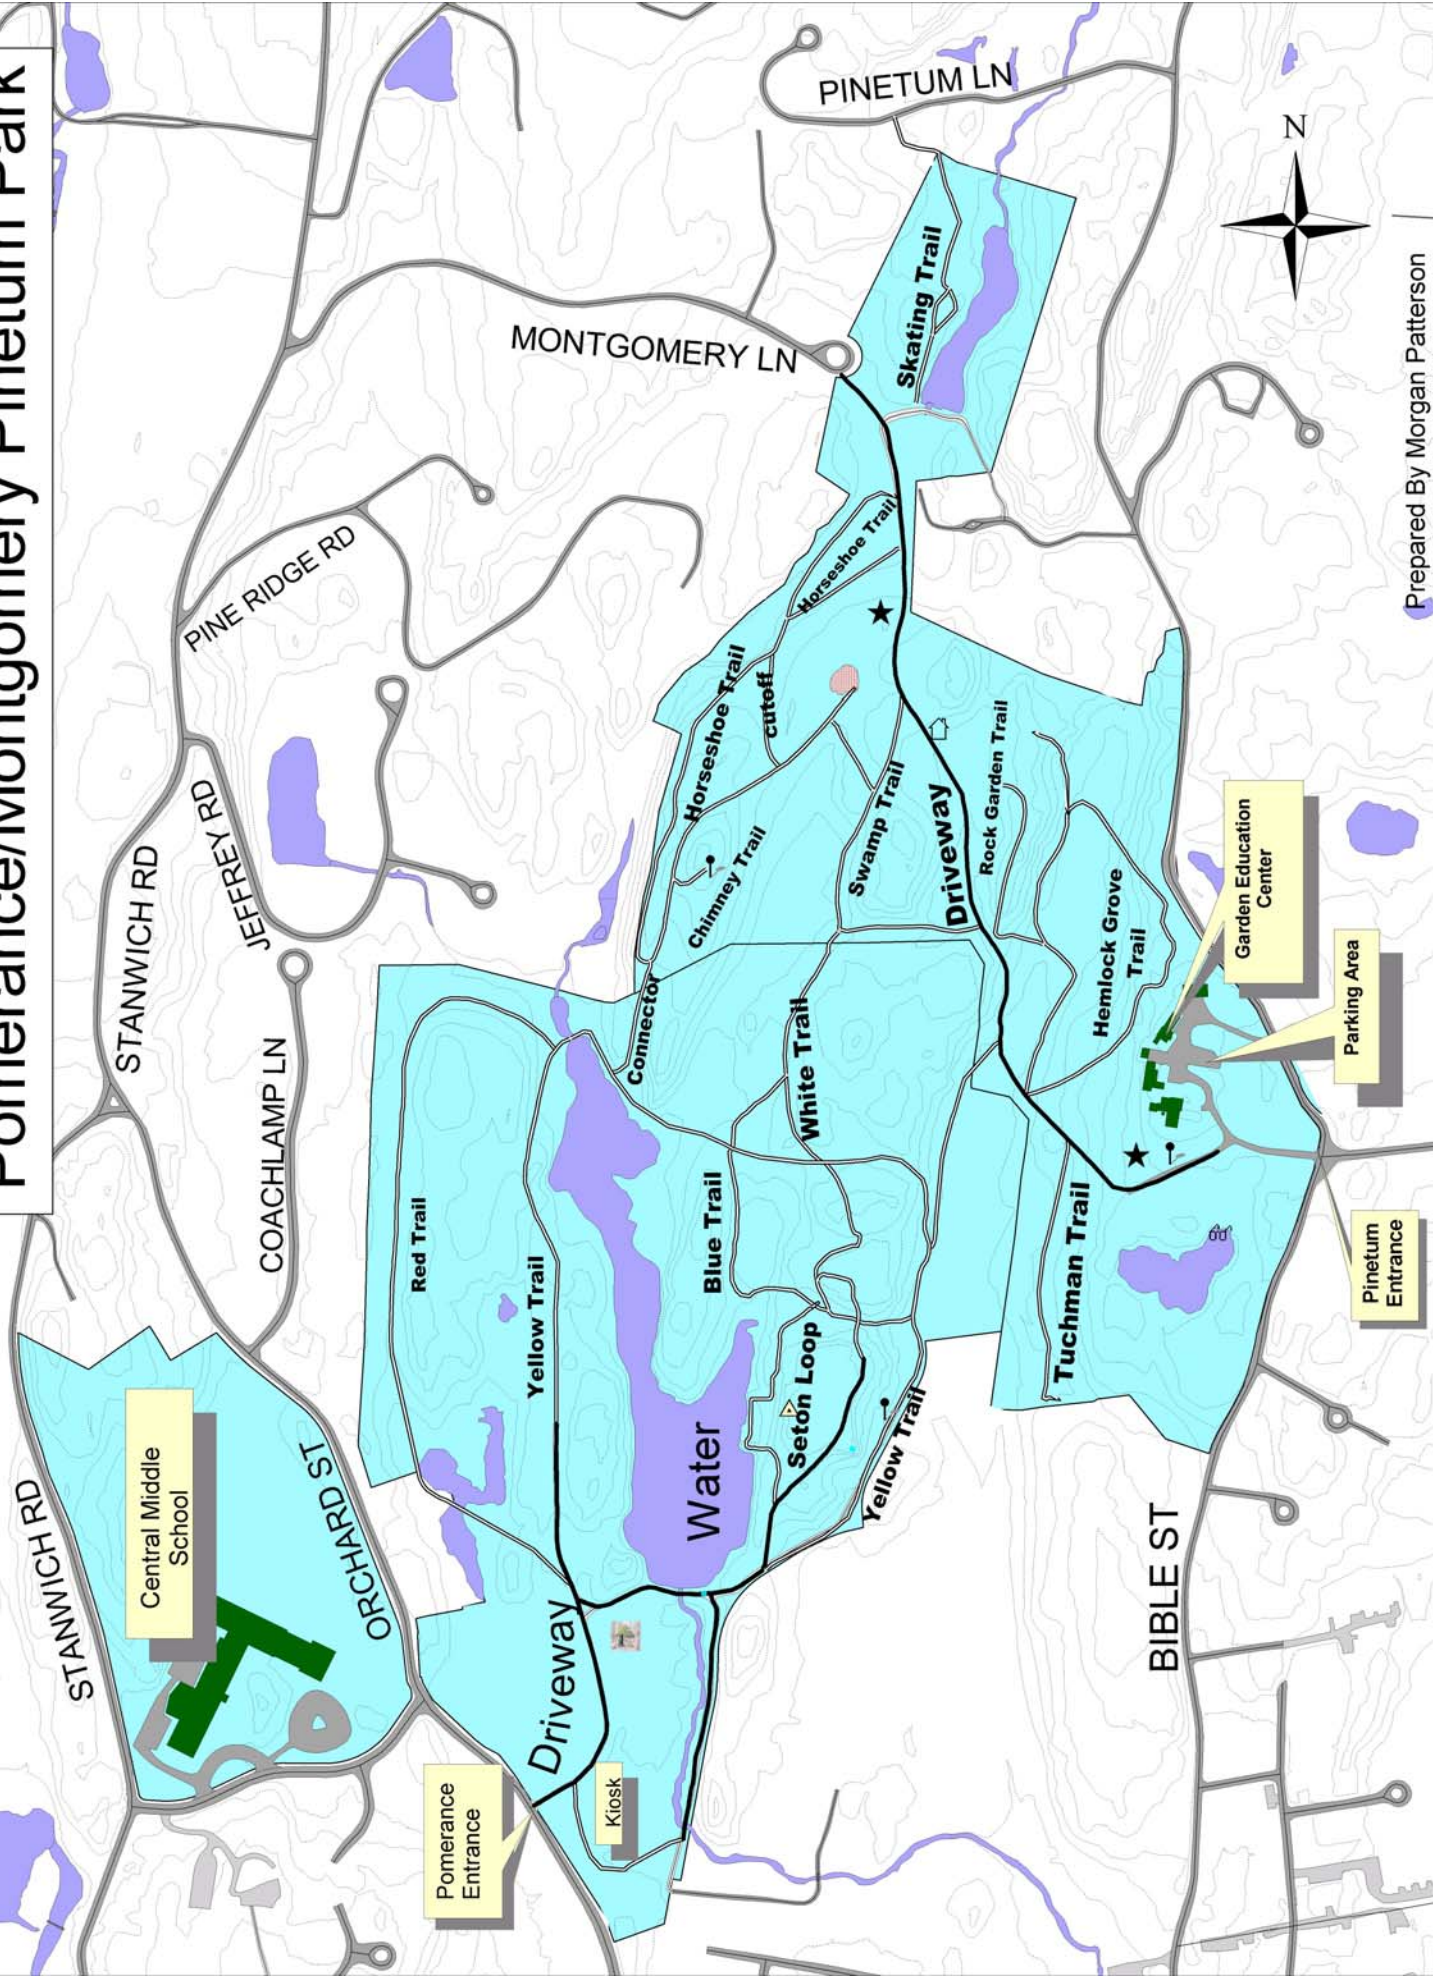 Pomerance/Montgomery Pinetum Park
STANWICH RD
Central Middle
School
ORCHARD ST
COACHLAMP LN
STANWICH RD
JEFFREY RD
PINE RIDGE RD
MONTGOMERY LN
PINETUM LN
N
Pomerance
Entrance
Driveway
Kiosk
Red Trail
Yellow Trail
Water
Blue Trail
Seton Loop
Yellow Trail
White Trail
Connector
Chimney Trail
Horseshoe Trail
cutoff
Horseshoe Trail
Swamp Trail
Driveway
Rock Garden Trail
Skating Trail
Hemlock Grove
Trail
Tuchman Trail
Garden Education
Center
Parking Area
Pinetum
Entrance
BIBLE ST
Prepared By Morgan Patterson